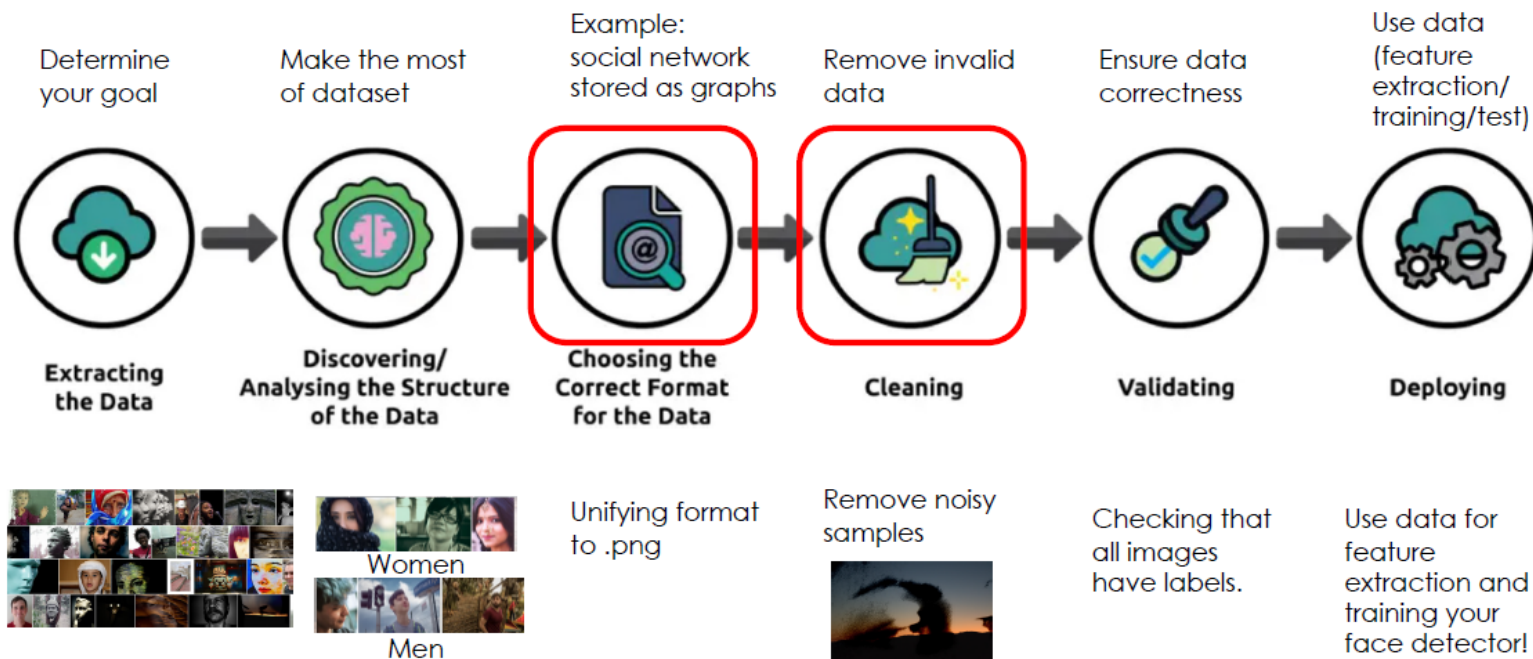 Determine
your goal
Make the most
of dataset
Example:
social network
stored as graphs
Remove invalid
data
Ensure data
correctness
Use data
(feature
extraction/
training/test)
@
Extracting
the Data
Discovering/
Analysing the Structure
of the Data
Choosing the
Correct Format
for the Data
Cleaning
Validating
Deploying
Women
Men
Unifying format
to .png
Remove noisy
samples
Checking that
all images
have labels.
Use data for
feature
extraction and
training your
face detector!